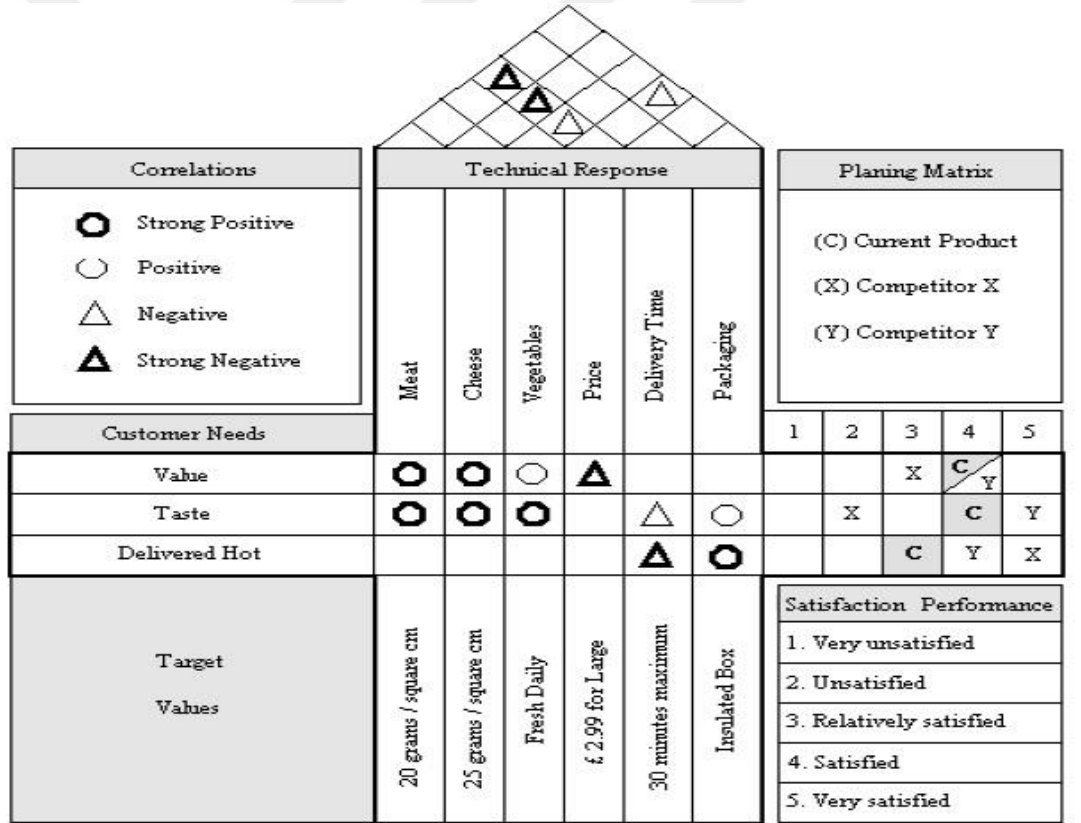 Correlations
Strong Positive
Positive
Negative
Strong Negative
Technical Response
Meat
Cheese
Vegetables
Price
Delivery Time
Packaging
Planing Matrix
(C) Current Product
(X) Competitor X
(Y) Competitor Y
Customer Needs
1 2 3 4 5
Value
X C Y
Taste
X C Y
Delivered Hot
C Y X
Target
Values
20 grams / square cm
25 grams / square cm
Fresh Daily
£ 2.99 for Large
30 minutes maximum
Insulated Box
Satisfaction Performance
1. Very unsatisfied
2. Unsatisfied
3. Relatively satisfied
4. Satisfied
5. Very satisfied